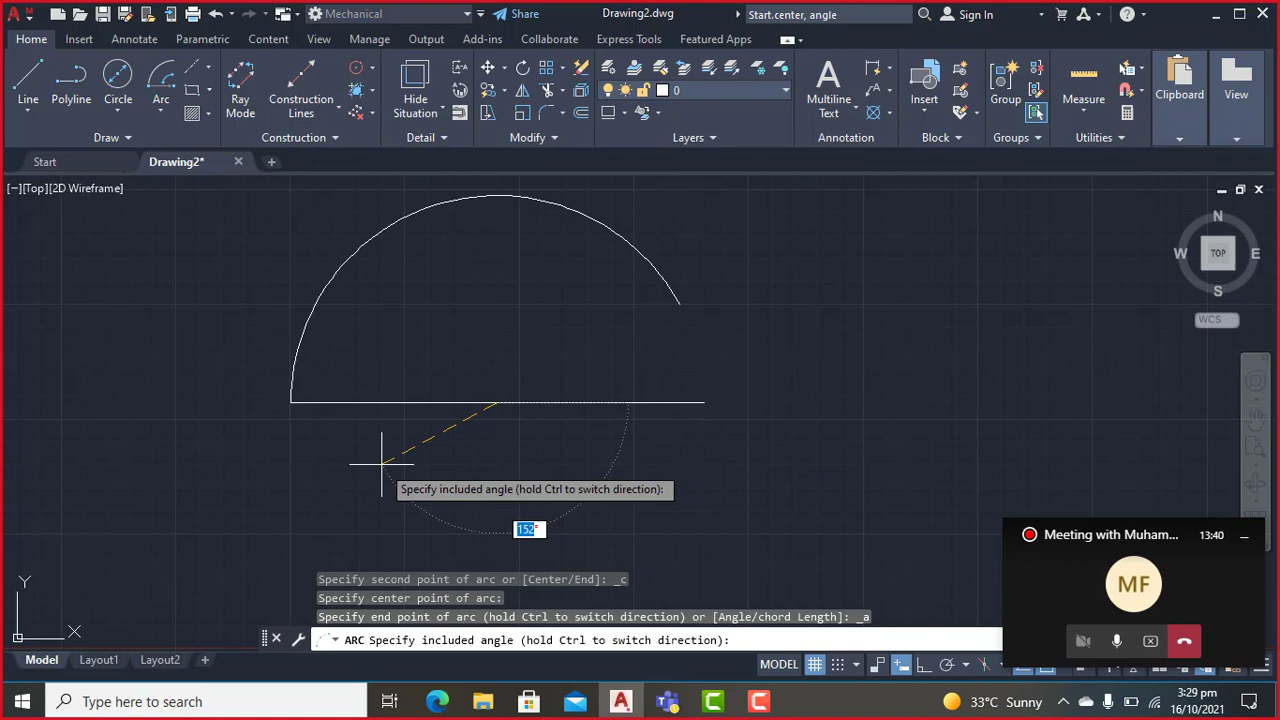 Mechanical
Share
Drawing2.dwg
Start.center, angle
Sign In
Home Insert Annotate Parametric Content View Manage Output Add-ins Collaborate Express Tools Featured Apps
0
Line Polyline Circle Arc Ray Mode Construction Lines Hide Situation Multiline Text Insert Group Measure Clipboard View
Draw Construction Detail Modify Layers Annotation Block Groups Utilities
Start Drawing2*
[−][Top][2D Wireframe]
N
W TOP E
S
WCS
Specify included angle (hold Ctrl to switch direction):
152°
Meeting with Muham... 13:40
MF
Y
X
Specify second point of arc or [Center/End]: _c
Specify center point of arc:
Specify end point of arc (hold Ctrl to switch direction) or [Angle/chord Length]: _a
ARC Specify included angle (hold Ctrl to switch direction):
Model Layout1 Layout2
MODEL
Type here to search
33°C Sunny
3:29 pm
16/10/2021